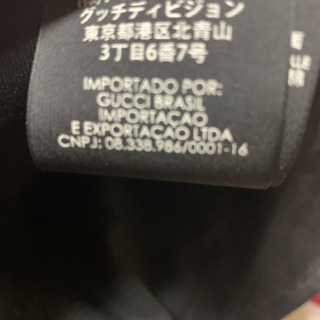 グッチディビジョン
東京都港区北青山
3丁目6番7号
IMPORTADO POR:
GUCCI BRASIL
IMPORTACAO
E EXPORTACAO LTDA
CNPJ: 08.338.986/0001-16